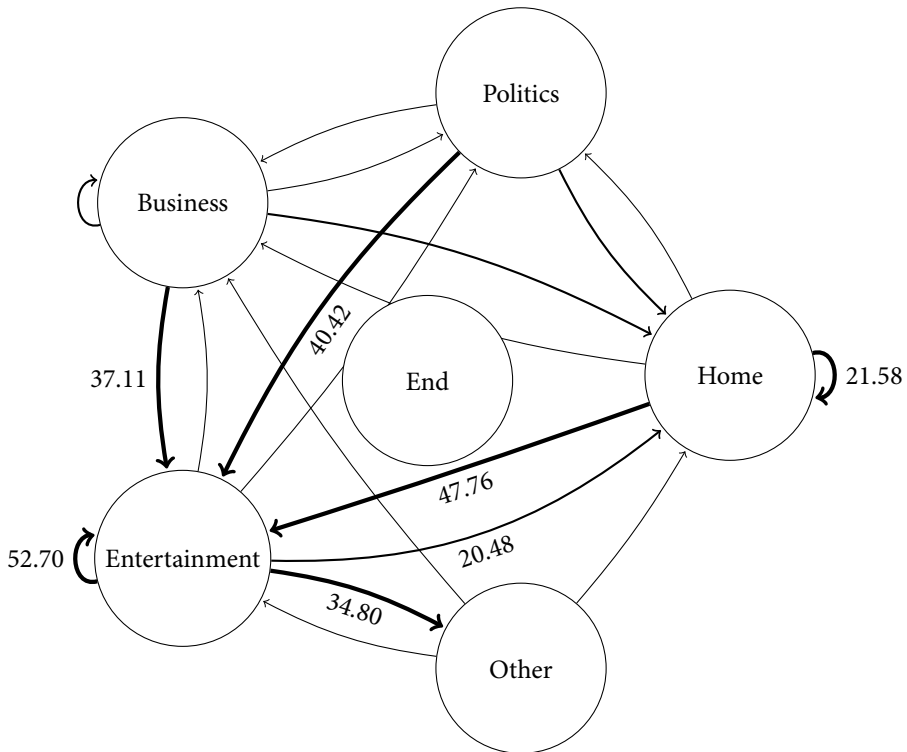 Politics
Business
40.42
37.11
End
Home
21.58
47.76
52.70
Entertainment
20.48
34.80
Other